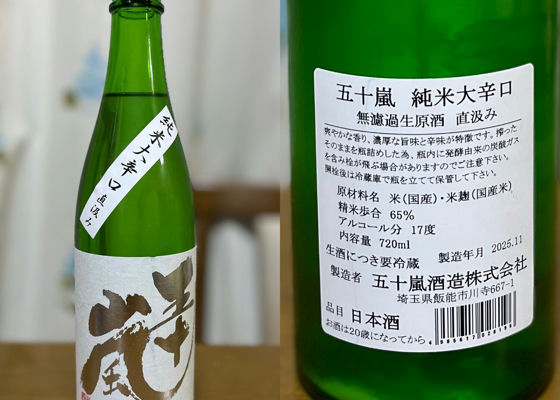 純米大辛口 直汲み
五十嵐
五十嵐 純米大辛口
無濾過生原酒 直汲み
爽やかな香り、濃厚な旨味と辛味が特徴です。搾った
そのままを瓶詰めした為、瓶内に発酵由来の炭酸ガス
を含み栓が飛ぶ場合がありますのでご注意下さい。
開栓後は冷蔵庫で瓶を立てて保管して下さい。
原材料名 米(国産)・米麹(国産米)
精米歩合 65%
アルコール分 17度
内容量 720ml
生酒につき要冷蔵 製造年月 2025.11
製造者 五十嵐酒造株式会社
埼玉県飯能市川寺667-1
品目 日本酒
お酒は20歳になってから